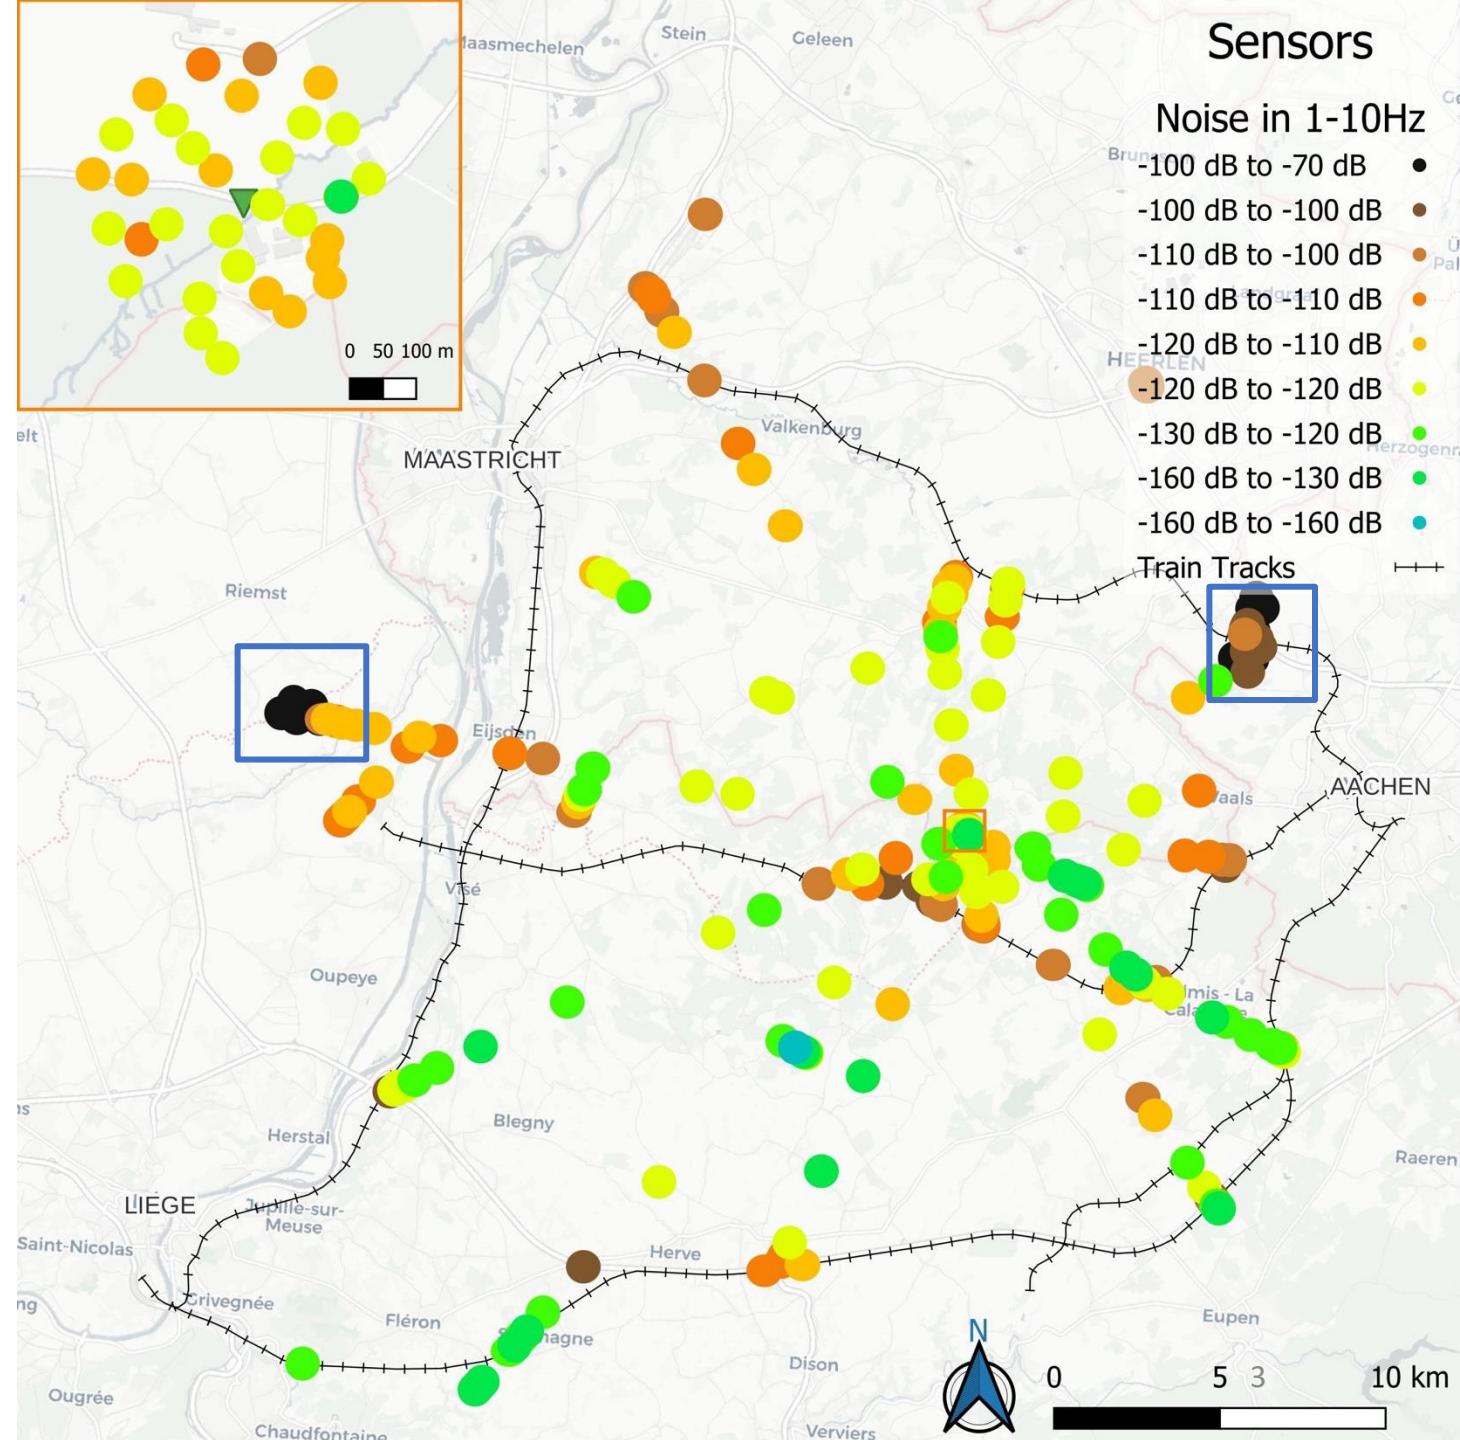 Sensors
Noise in 1-10Hz
-100 dB to -70 dB
-100 dB to -100 dB
-110 dB to -100 dB
-110 dB to -110 dB
-120 dB to -110 dB
-120 dB to -120 dB
-130 dB to -120 dB
-160 dB to -130 dB
-160 dB to -160 dB
Train Tracks
0 50 100 m
Maasmechelen
Stein
Geleen
HEERLEN
Valkenburg
MAASTRICHT
Riemst
Eijsden
AACHEN
Vaals
Visé
Oupeye
Blegny
Herstal
LIEGE
Jupille-sur-
Meuse
Saint-Nicolas
Herve
Raeren
Grivegnée
Fléron
Eupen
Dison
Ougrée
Chaudfontaine
Verviers
N
0 5 3 10 km